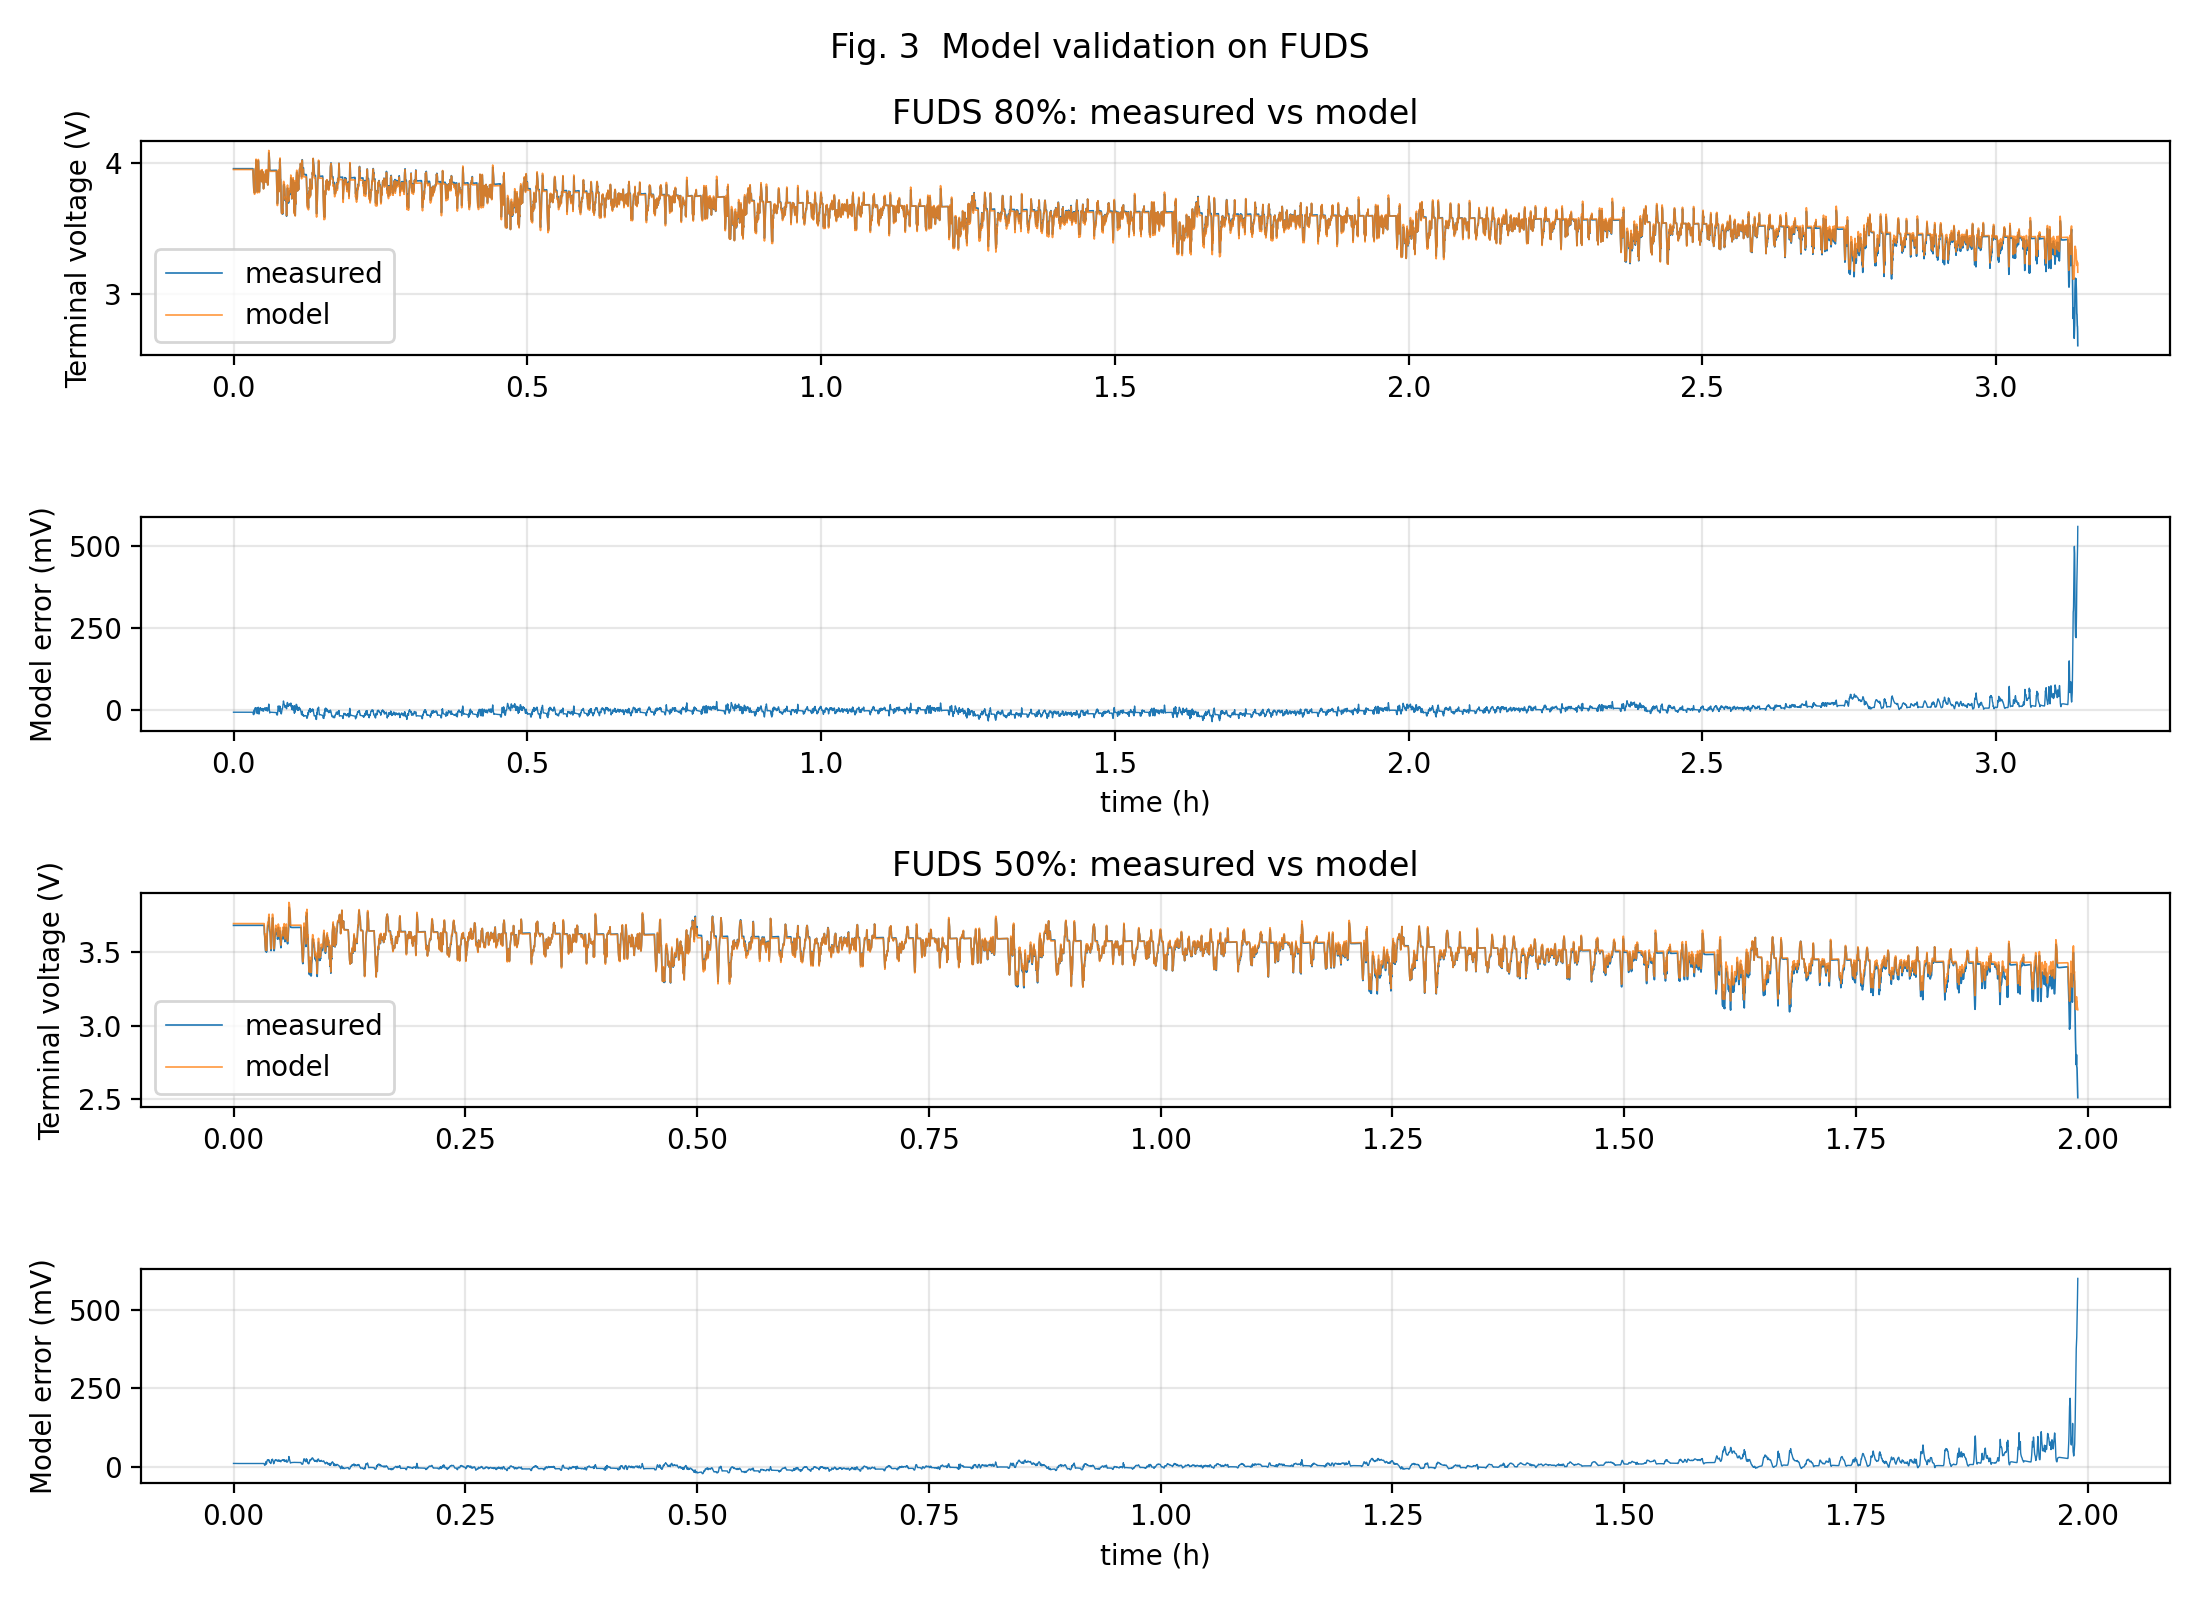 Fig. 3  Model validation on FUDS
FUDS 80%: measured vs model
Terminal voltage (V)
4
3
measured
model
0.0 0.5 1.0 1.5 2.0 2.5 3.0
Model error (mV)
500
250
0
0.0 0.5 1.0 1.5 2.0 2.5 3.0
time (h)
FUDS 50%: measured vs model
Terminal voltage (V)
3.5
3.0
2.5
measured
model
0.00 0.25 0.50 0.75 1.00 1.25 1.50 1.75 2.00
Model error (mV)
500
250
0
0.00 0.25 0.50 0.75 1.00 1.25 1.50 1.75 2.00
time (h)